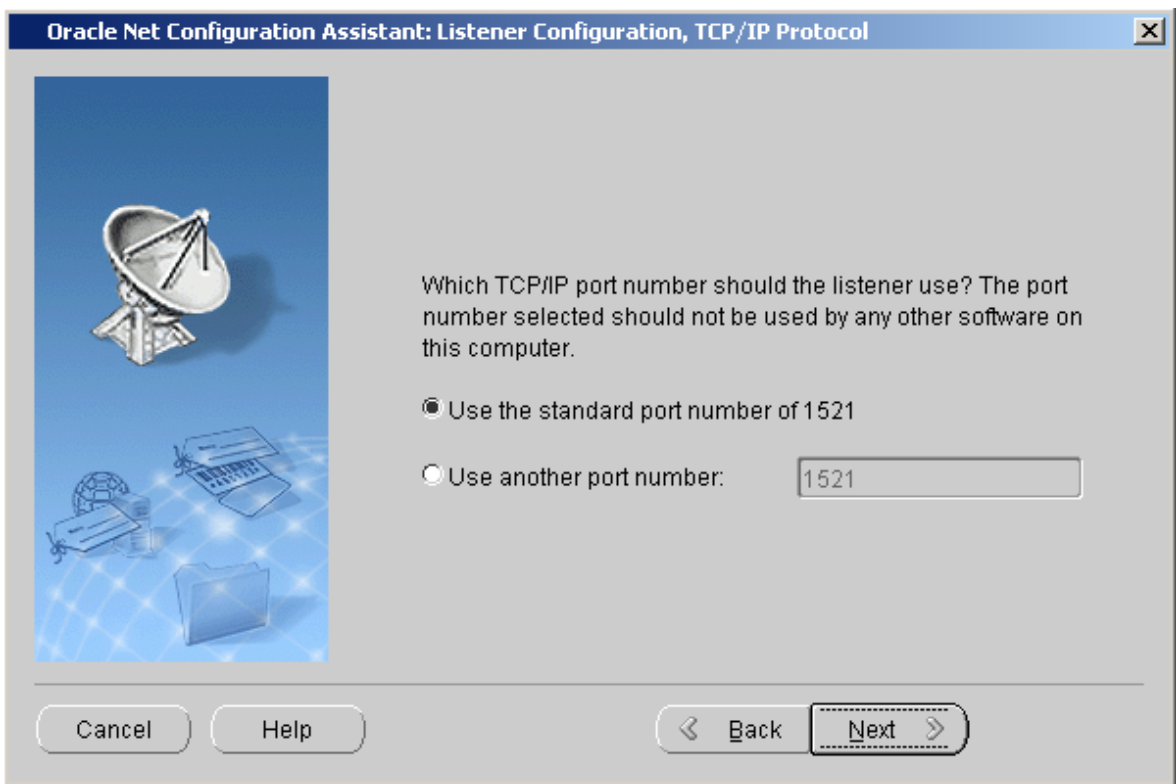 Oracle Net Configuration Assistant: Listener Configuration, TCP/IP Protocol
Which TCP/IP port number should the listener use? The port
number selected should not be used by any other software on
this computer.
Use the standard port number of 1521
Use another port number: 1521
Cancel Help Back Next